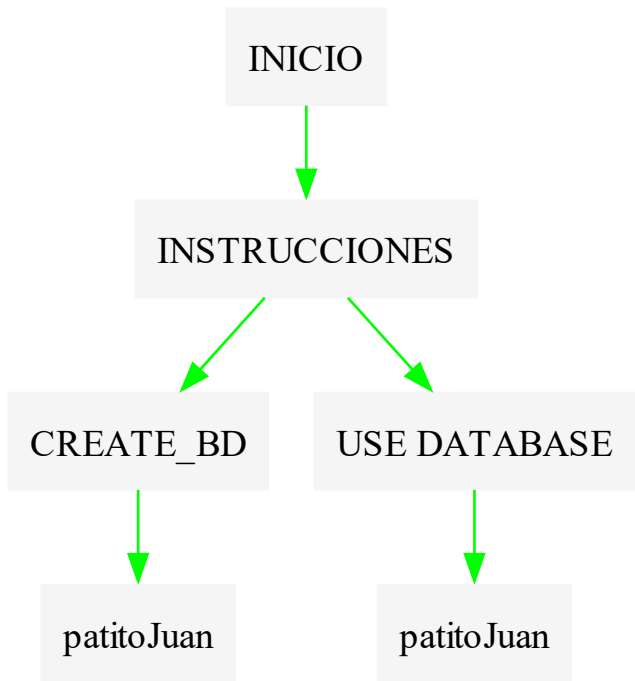 INICIO
INSTRUCCIONES
CREATE_BD
USE DATABASE
patitoJuan
patitoJuan